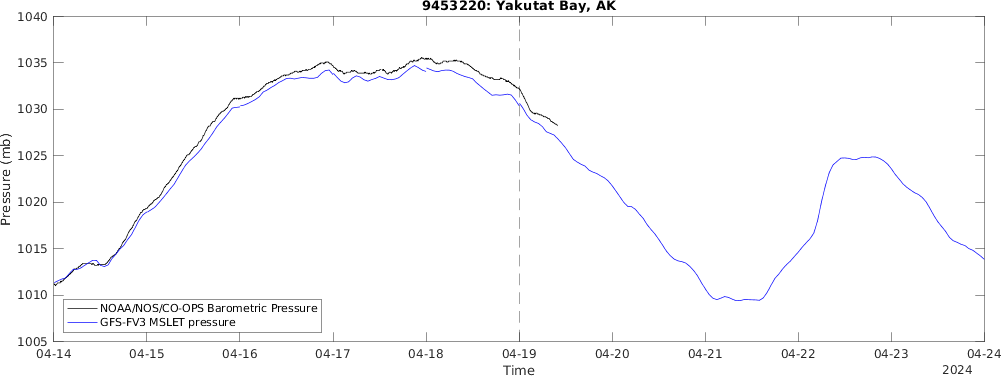 9453220: Yakutat Bay, AK
Pressure (mb)
1040
1035
1030
1025
1020
1015
1010
1005
NOAA/NOS/CO-OPS Barometric Pressure
GFS-FV3 MSLET pressure
04-14 04-15 04-16 04-17 04-18 04-19 04-20 04-21 04-22 04-23 04-24
Time
2024